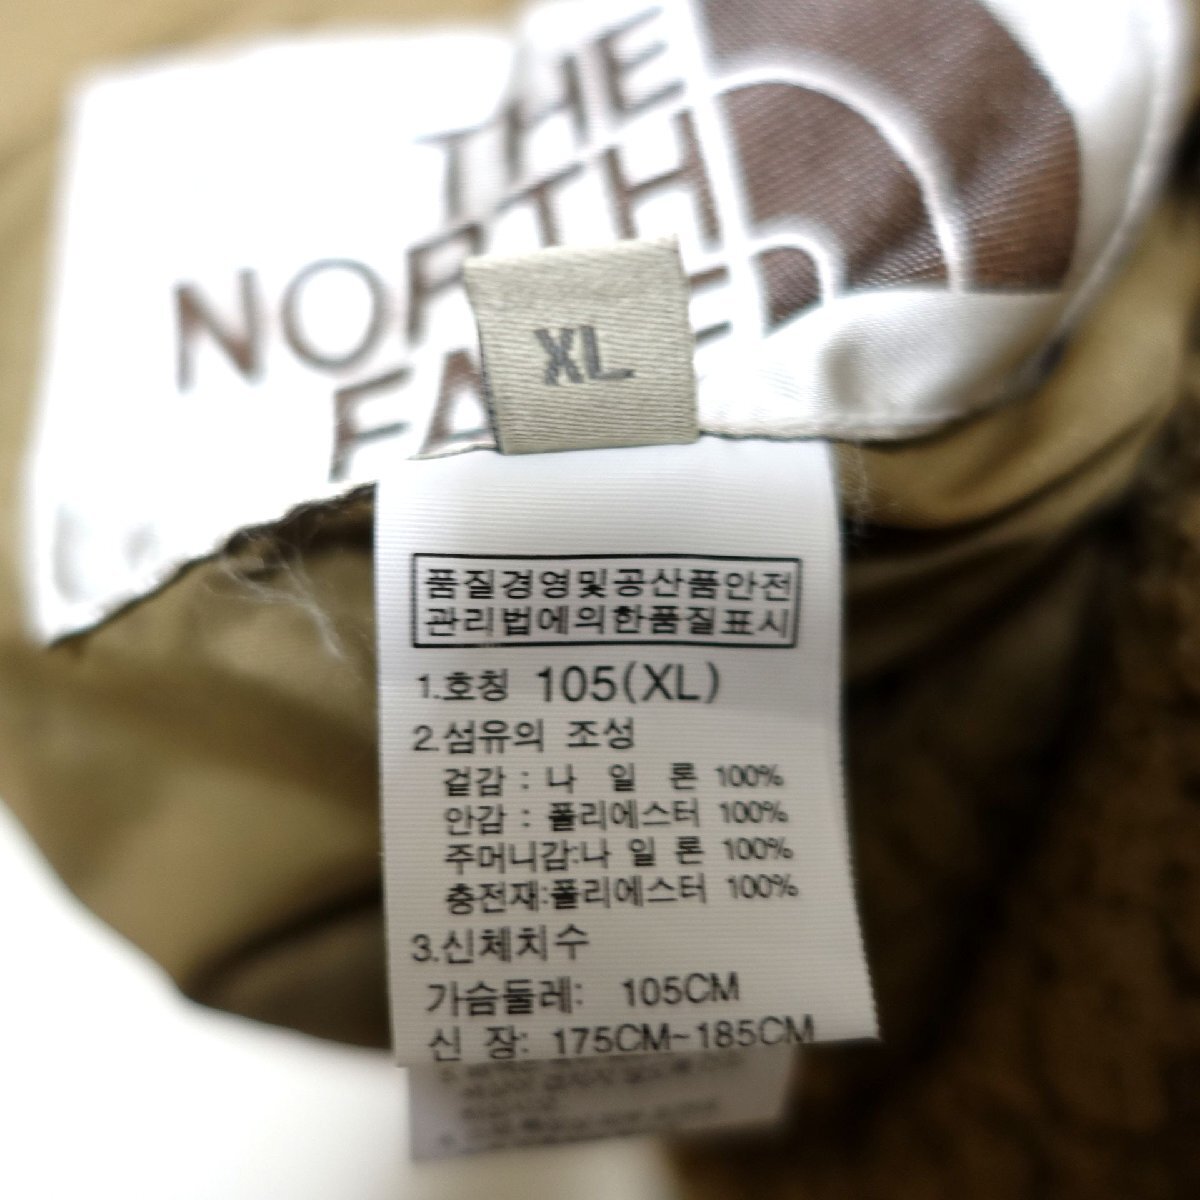 THE
NORTH
FACE
XL
품질경영및공산품안전
관리법에의한품질표시
1.호칭 105(XL)
2.섬유의 조성
겉감 : 나 일 론 100%
안감 : 폴리에스터 100%
주머니감:나 일 론 100%
충전재:폴리에스터 100%
3.신체치수
가슴둘레: 105CM
신 장: 175CM~185CM